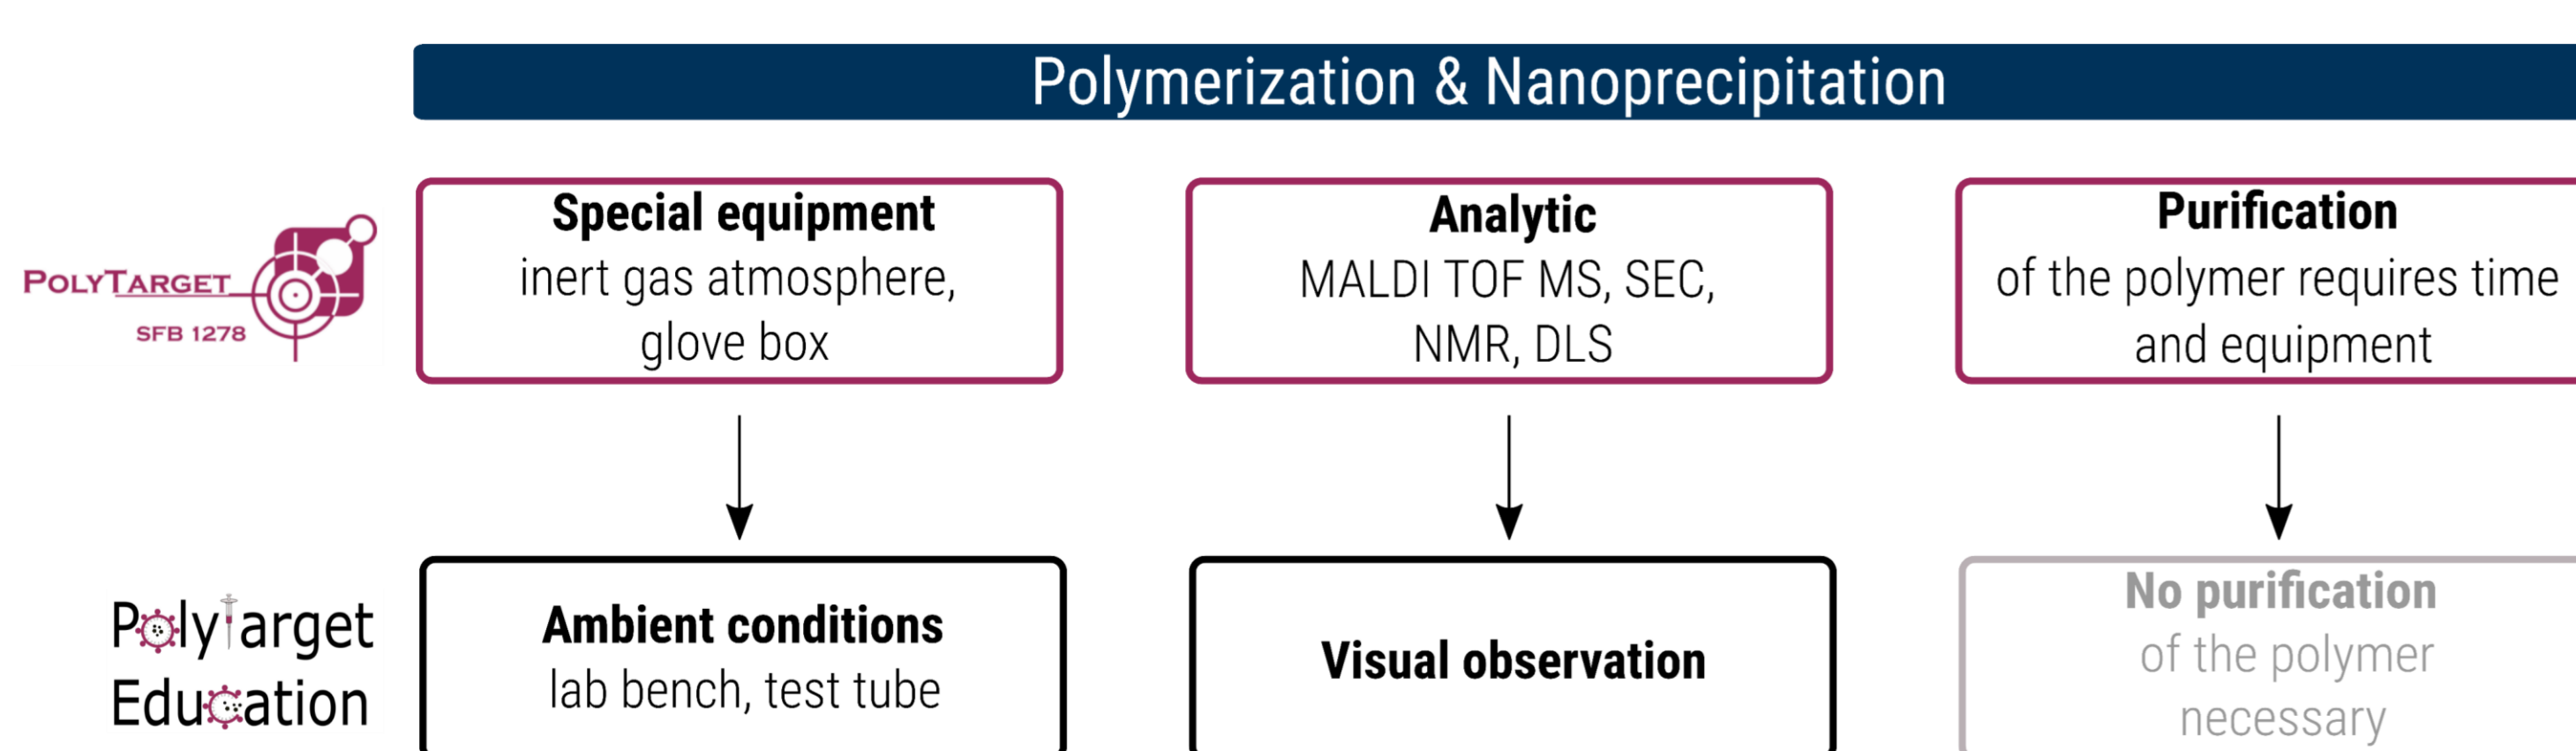 Polymerization & Nanoprecipitation
POLYTARGET
SFB 1278
Special equipment
inert gas atmosphere,
glove box
Analytic
MALDI TOF MS, SEC,
NMR, DLS
Purification
of the polymer requires time
and equipment
PolyTarget
Education
Ambient conditions
lab bench, test tube
Visual observation
No purification
of the polymer
necessary